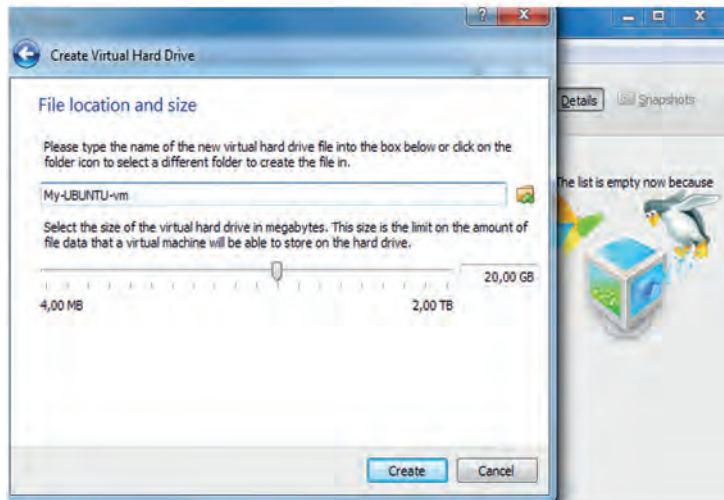 Create Virtual Hard Drive
File location and size
Please type the name of the new virtual hard drive file into the box below or click on the
folder icon to select a different folder to create the file in.
My-UBUNTU-vm
Select the size of the virtual hard drive in megabytes. This size is the limit on the amount of
file data that a virtual machine will be able to store on the hard drive.
20,00 GB
4,00 MB 2,00 TB
Create Cancel
Details Snapshots
The list is empty now because